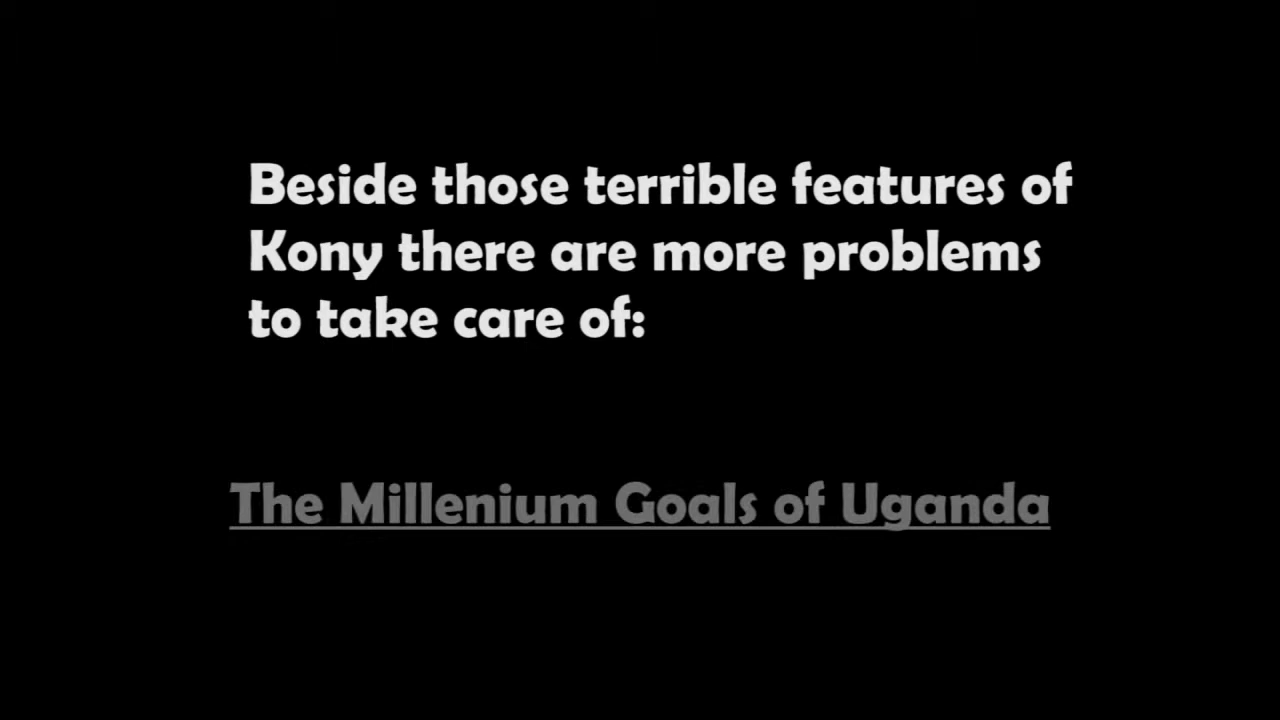 Beside those terrible features of
Kony there are more problems
to take care of:
The Millenium Goals of Uganda